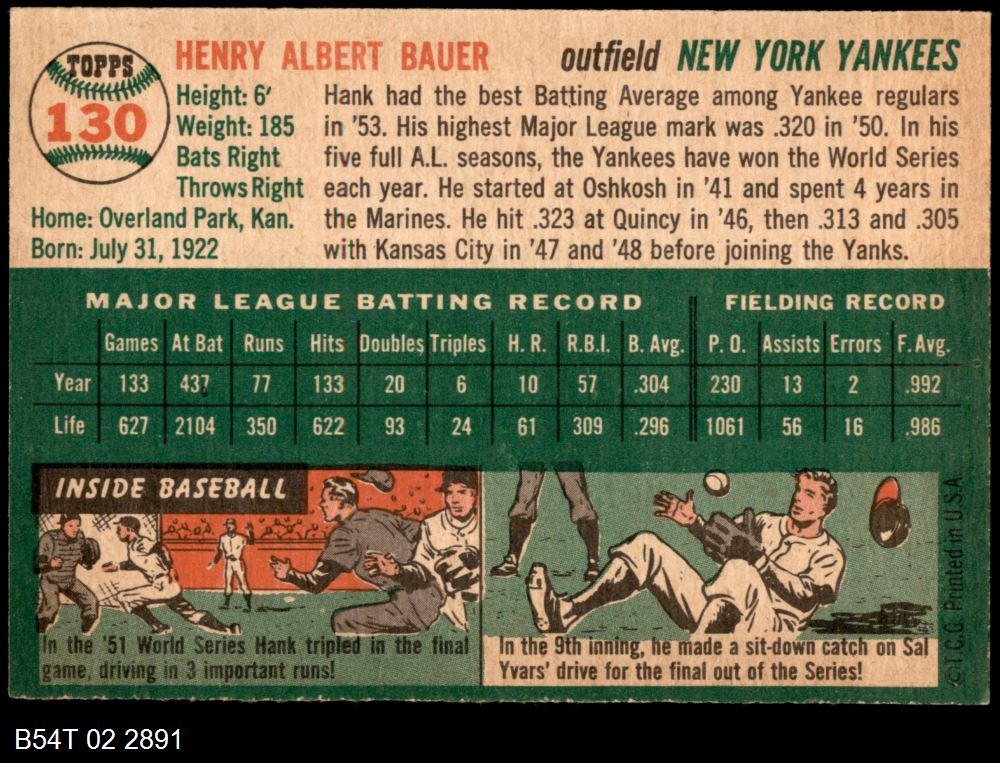 TOPPS
130
HENRY ALBERT BAUER outfield NEW YORK YANKEES
Height: 6'
Weight: 185
Bats Right
Throws Right
Home: Overland Park, Kan.
Born: July 31, 1922
Hank had the best Batting Average among Yankee regulars
in '53. His highest Major League mark was .320 in '50. In his
five full A.L. seasons, the Yankees have won the World Series
each year. He started at Oshkosh in '41 and spent 4 years in
the Marines. He hit .323 at Quincy in '46, then .313 and .305
with Kansas City in '47 and '48 before joining the Yanks.
MAJOR LEAGUE BATTING RECORD FIELDING RECORD
Games At Bat Runs Hits Doubles Triples H. R. R.B.I. B. Avg. P. O. Assists Errors F. Avg.
Year 133 437 77 133 20 6 10 57 .304 230 13 2 .992
Life 627 2104 350 622 93 24 61 309 .296 1061 56 16 .986
INSIDE BASEBALL
In the '51 World Series Hank tripled in the final
game, driving in 3 important runs!
In the 9th inning, he made a sit-down catch on Sal
Yvars' drive for the final out of the Series!
© T.C.G. Printed in U.S.A.
B54T 02 2891